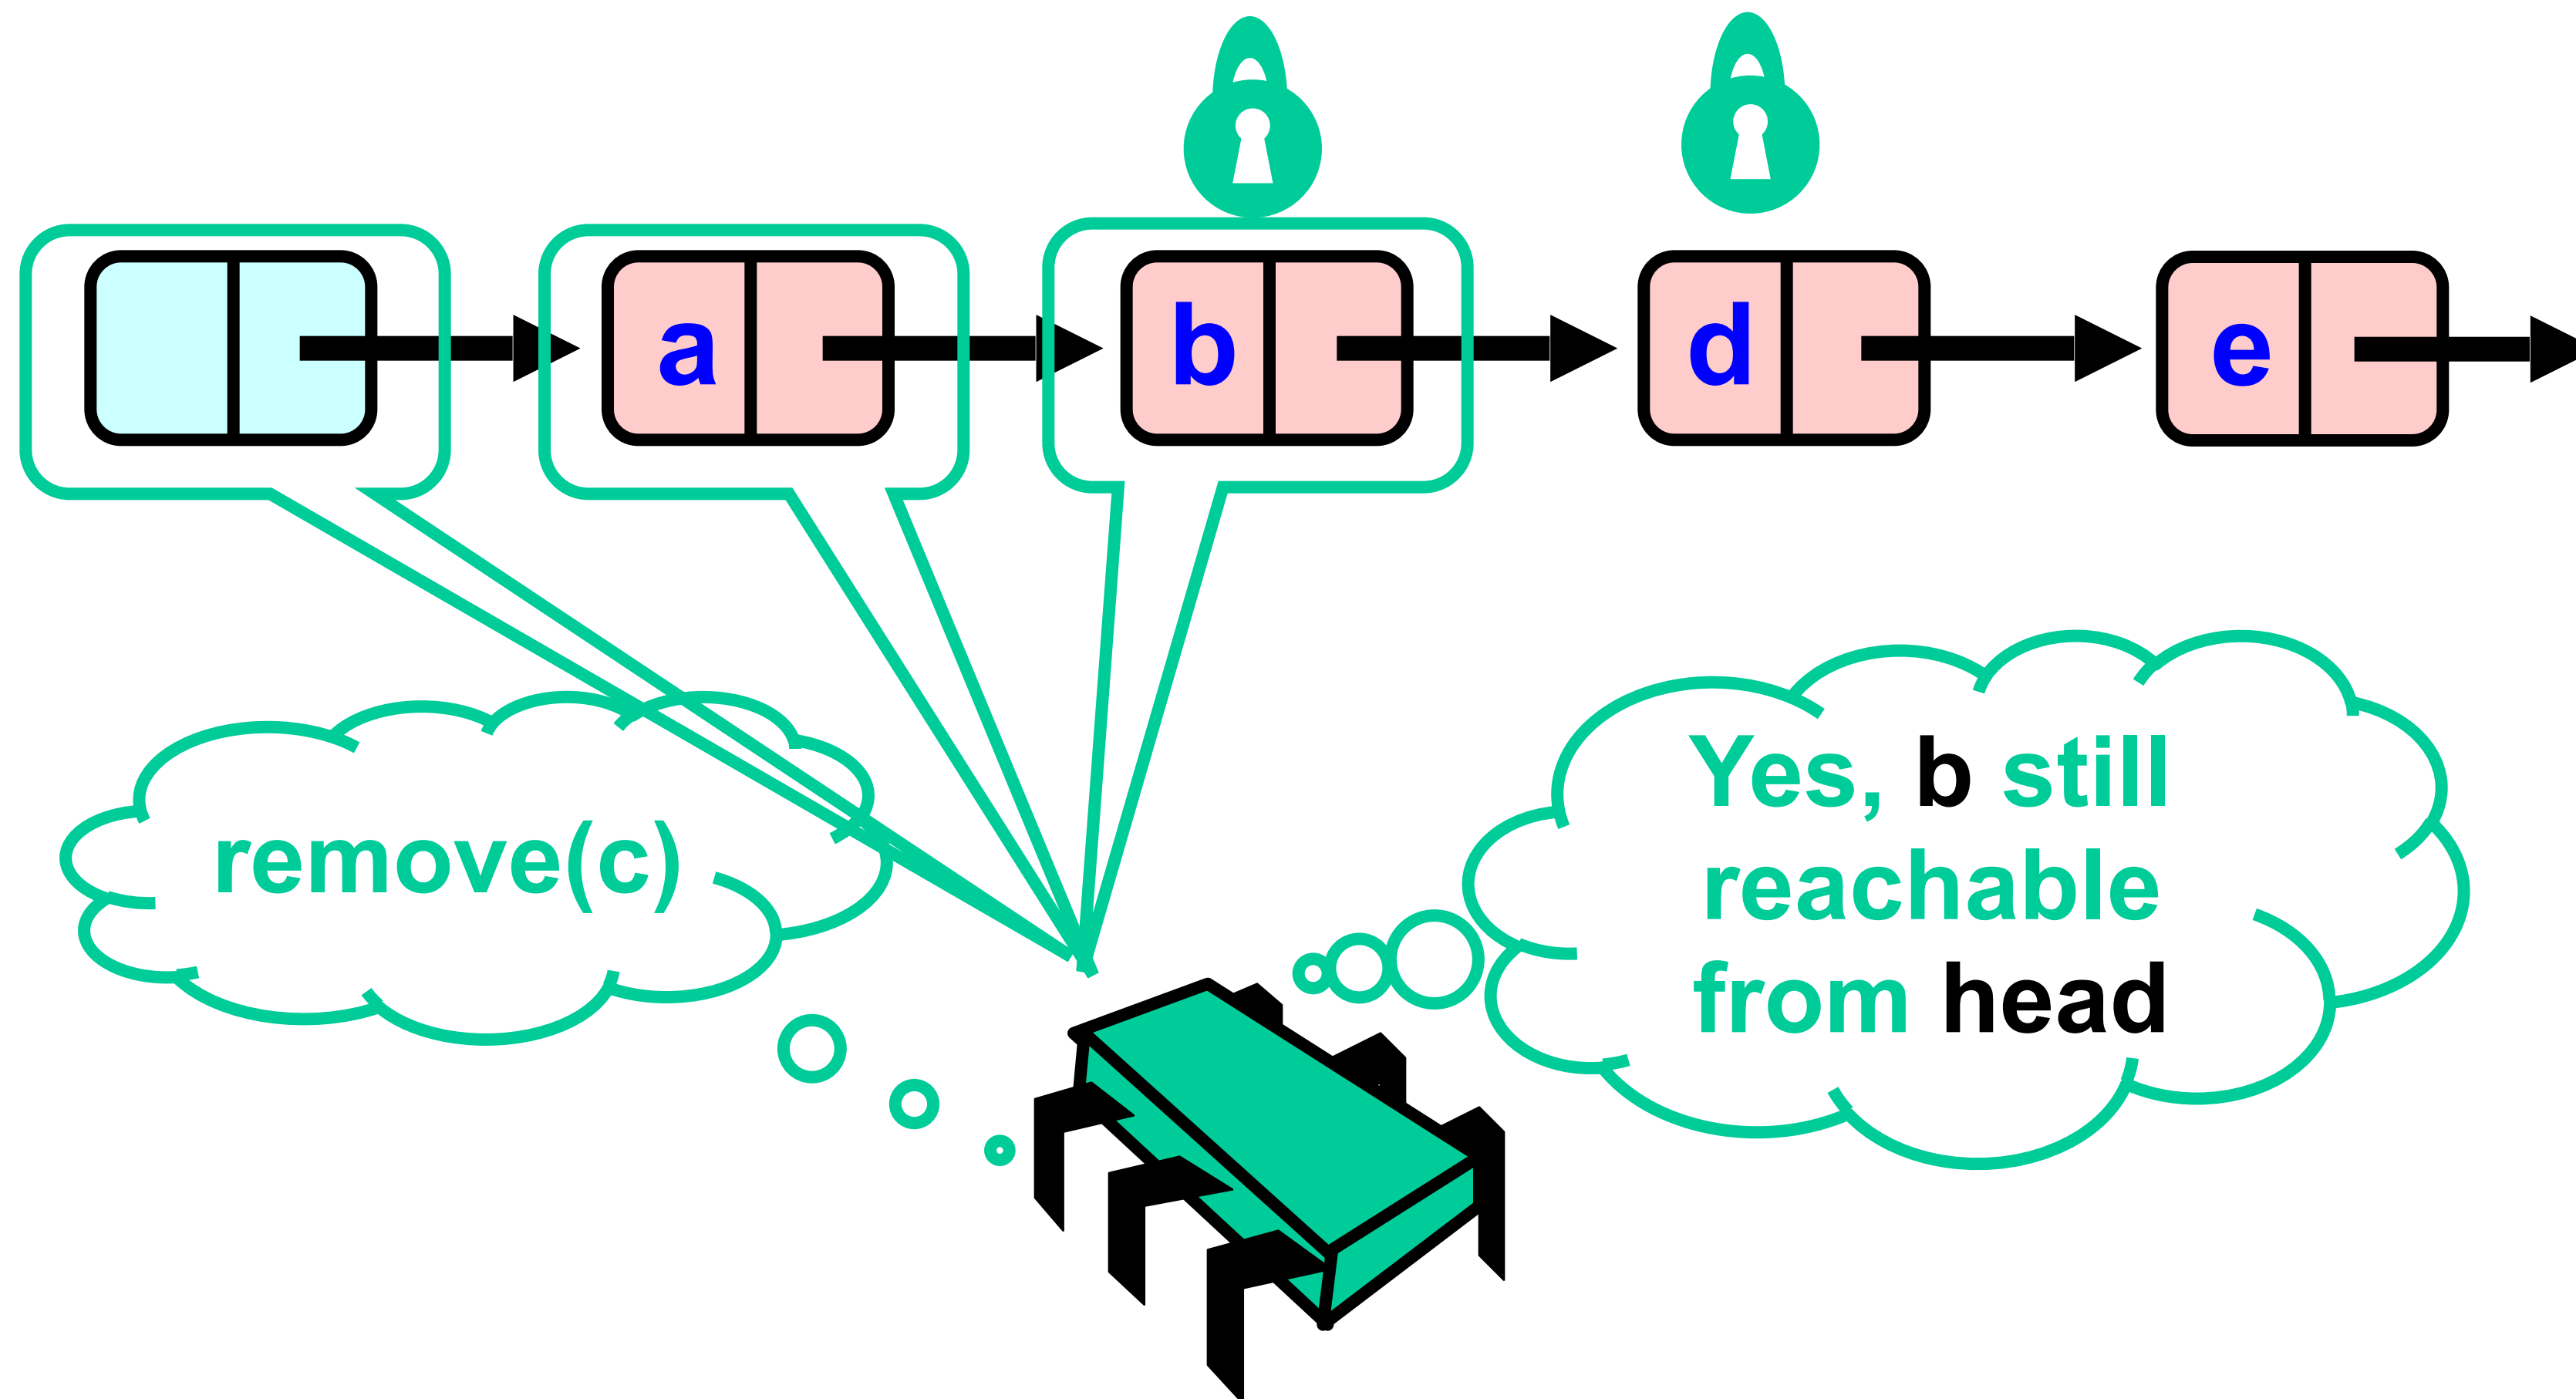 a b d e
remove(c)
Yes, b still
reachable
from head